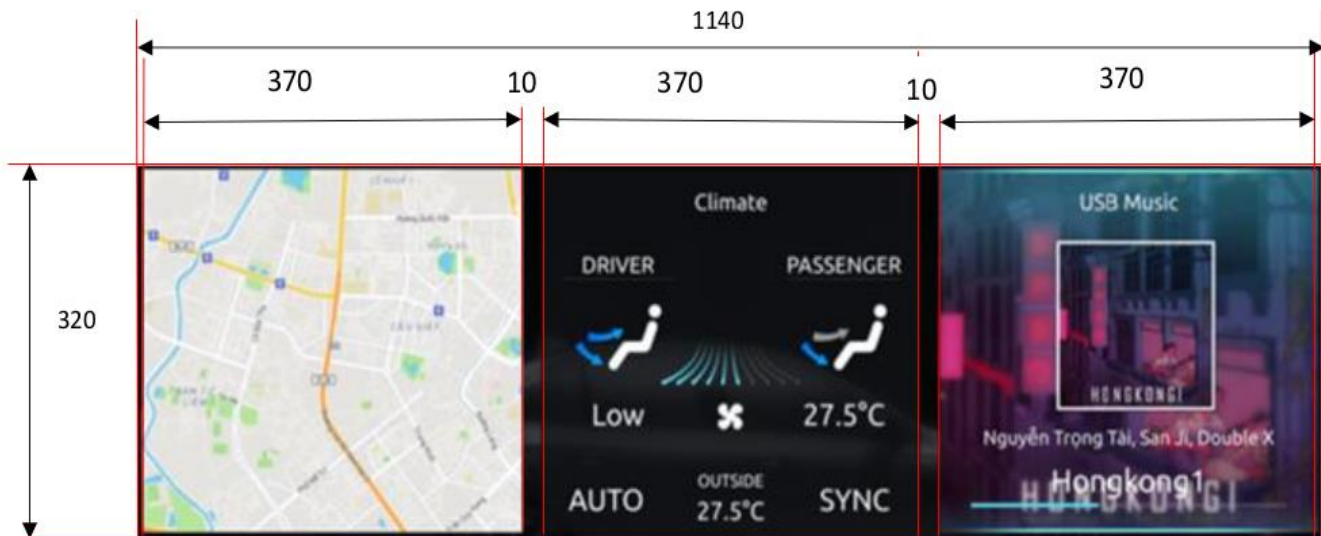 1140
370 10 370 10 370
320
Climate
DRIVER PASSENGER
Low 27.5°C
AUTO OUTSIDE 27.5°C SYNC
USB Music
HONGKONG1
Nguyễn Trọng Tài, San Ji, Double X
Hongkong1
HONGKONG1